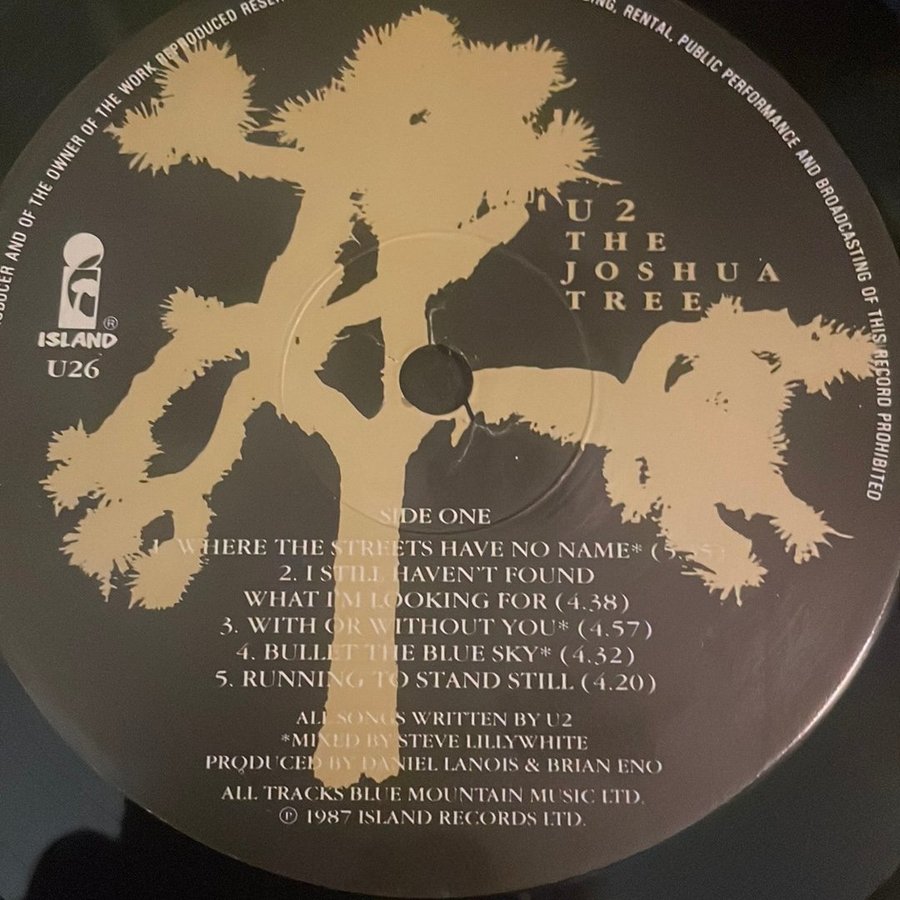 ODUCER AND OF THE OWNER OF THE WORK REPRODUCED RESER
ING, RENTAL, PUBLIC PERFORMANCE AND BROADCASTING OF THIS RECORD PROHIBITED
U2
THE
JOSHUA
TREE
ISLAND®
U26
SIDE ONE
1. WHERE THE STREETS HAVE NO NAME*
2. I STILL HAVEN'T FOUND
WHAT I'M LOOKING FOR (4.38)
3. WITH OR WITHOUT YOU* (4.57)
4. BULLET THE BLUE SKY* (4.32)
5. RUNNING TO STAND STILL (4.20)
ALL SONGS WRITTEN BY U2
*MIXED BY STEVE LILLYWHITE
PRODUCED BY DANIEL LANOIS & BRIAN ENO
ALL TRACKS BLUE MOUNTAIN MUSIC LTD.
℗ 1987 ISLAND RECORDS LTD.